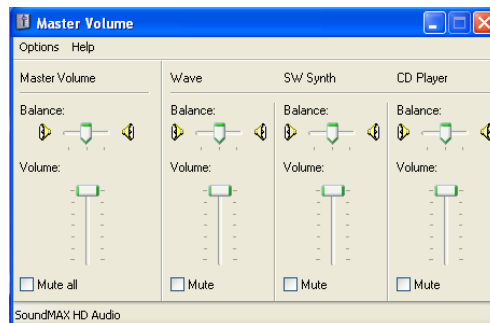 Master Volume
Options Help
Master Volume Wave SW Synth CD Player
Balance: Balance: Balance: Balance:
Volume: Volume: Volume: Volume:
Mute all Mute Mute Mute
SoundMAX HD Audio